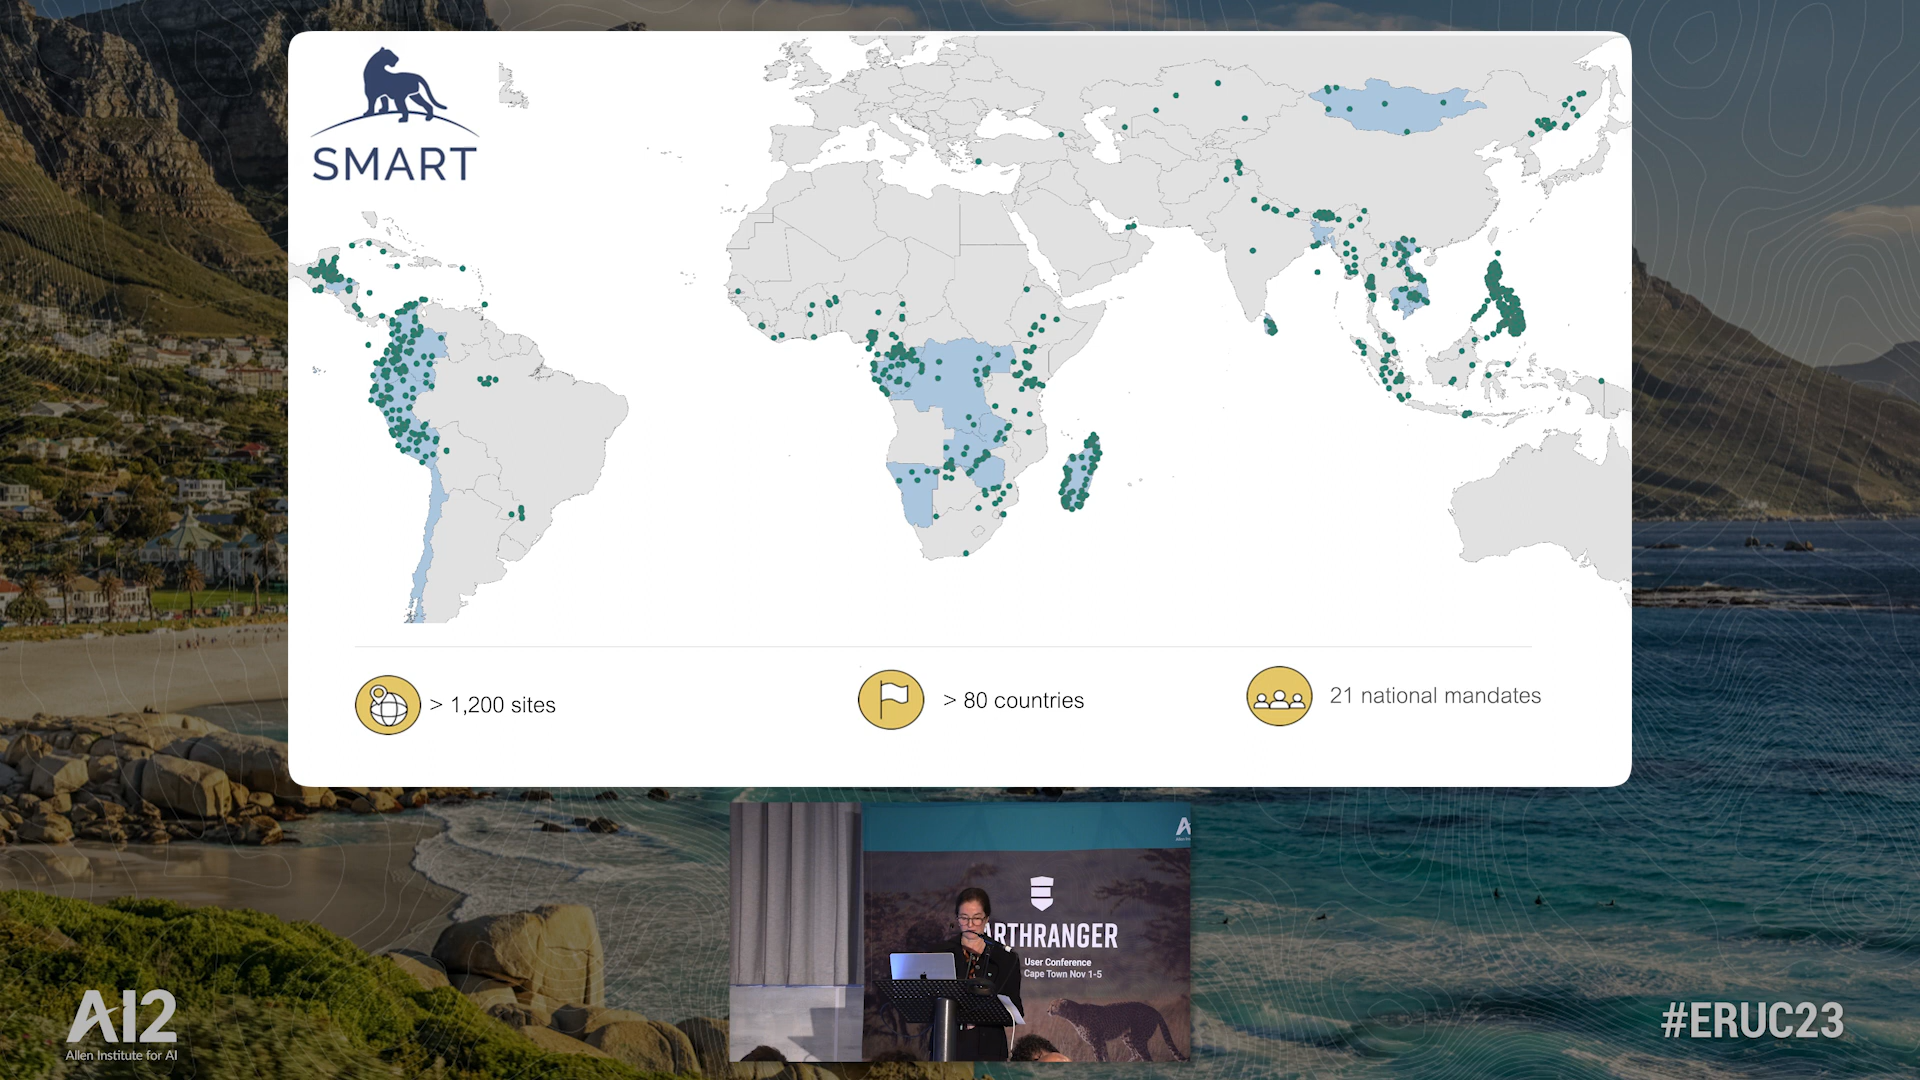 SMART
> 1,200 sites
> 80 countries
21 national mandates
ARTHRANGER
User Conference
Cape Town Nov 1-5
AI2
Allen Institute for AI
#ERUC23